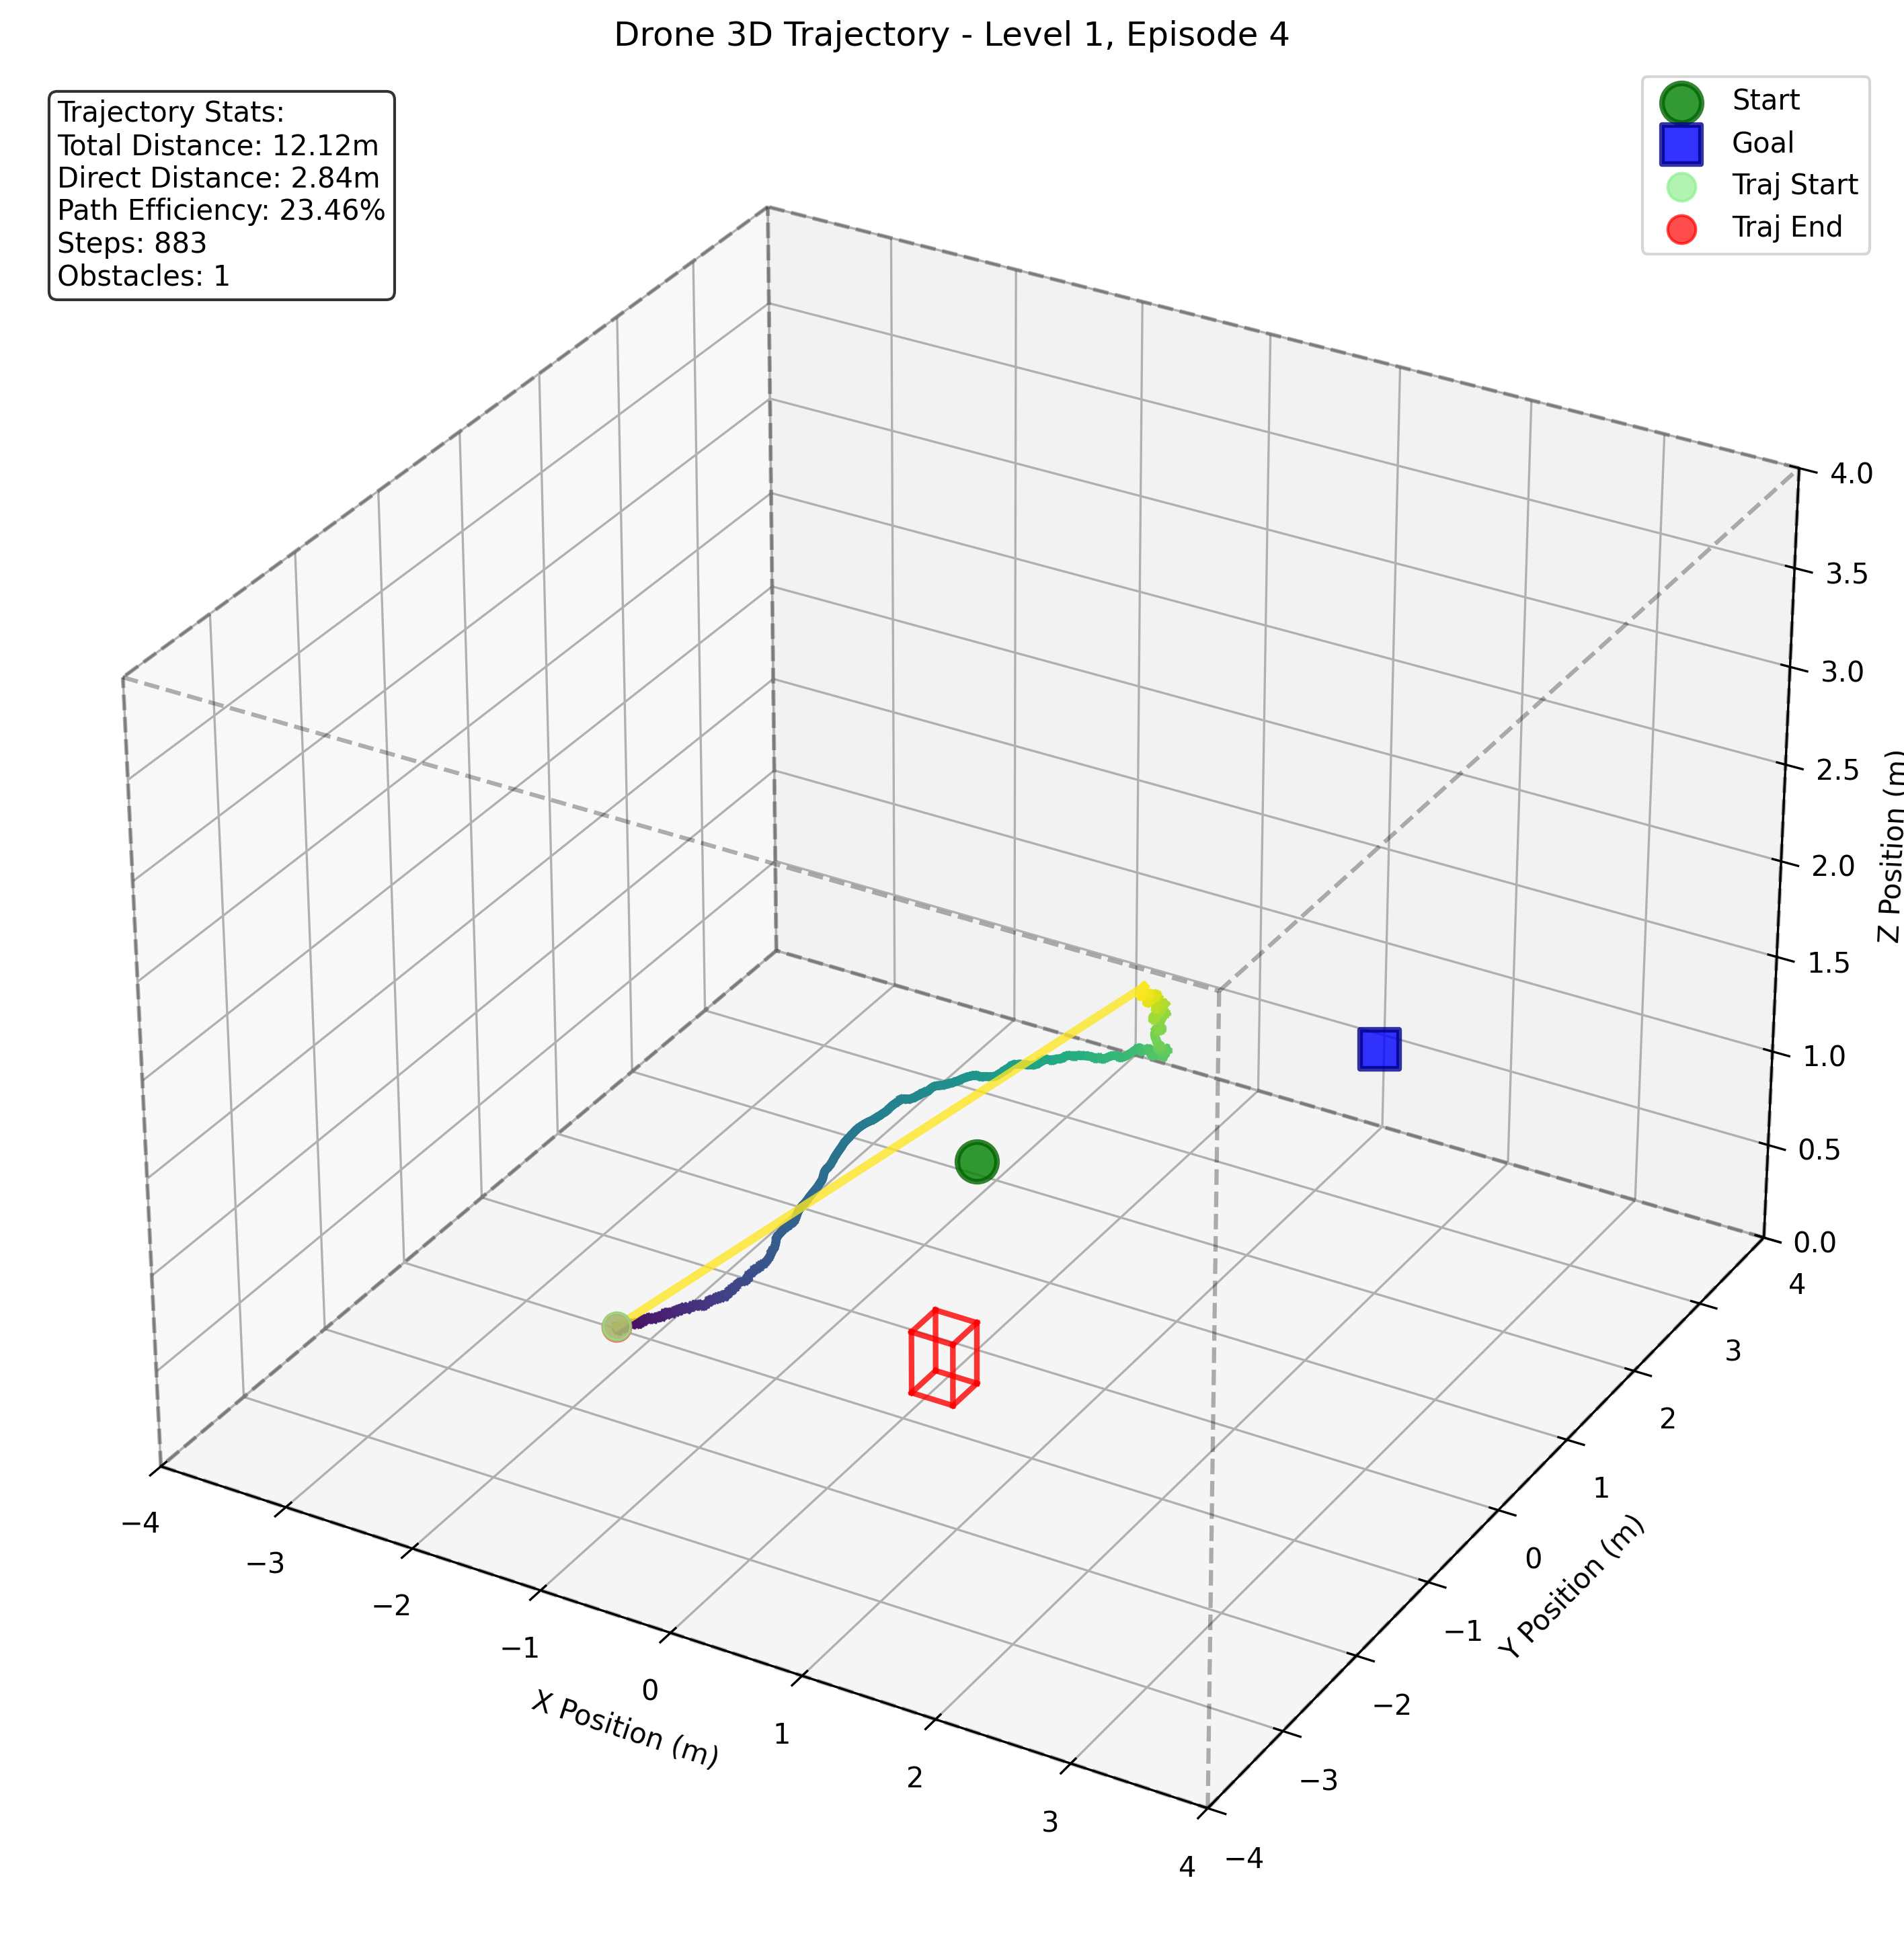 Drone 3D Trajectory - Level 1, Episode 4
Trajectory Stats:
Total Distance: 12.12m
Direct Distance: 2.84m
Path Efficiency: 23.46%
Steps: 883
Obstacles: 1
Start
Goal
Traj Start
Traj End
4.0
3.5
3.0
2.5
2.0
1.5
1.0
0.5
0.0
Z Position (m)
4
3
2
1
0
−1
−2
−3
−4
Y Position (m)
−4
−3
−2
−1
0
1
2
3
4
X Position (m)